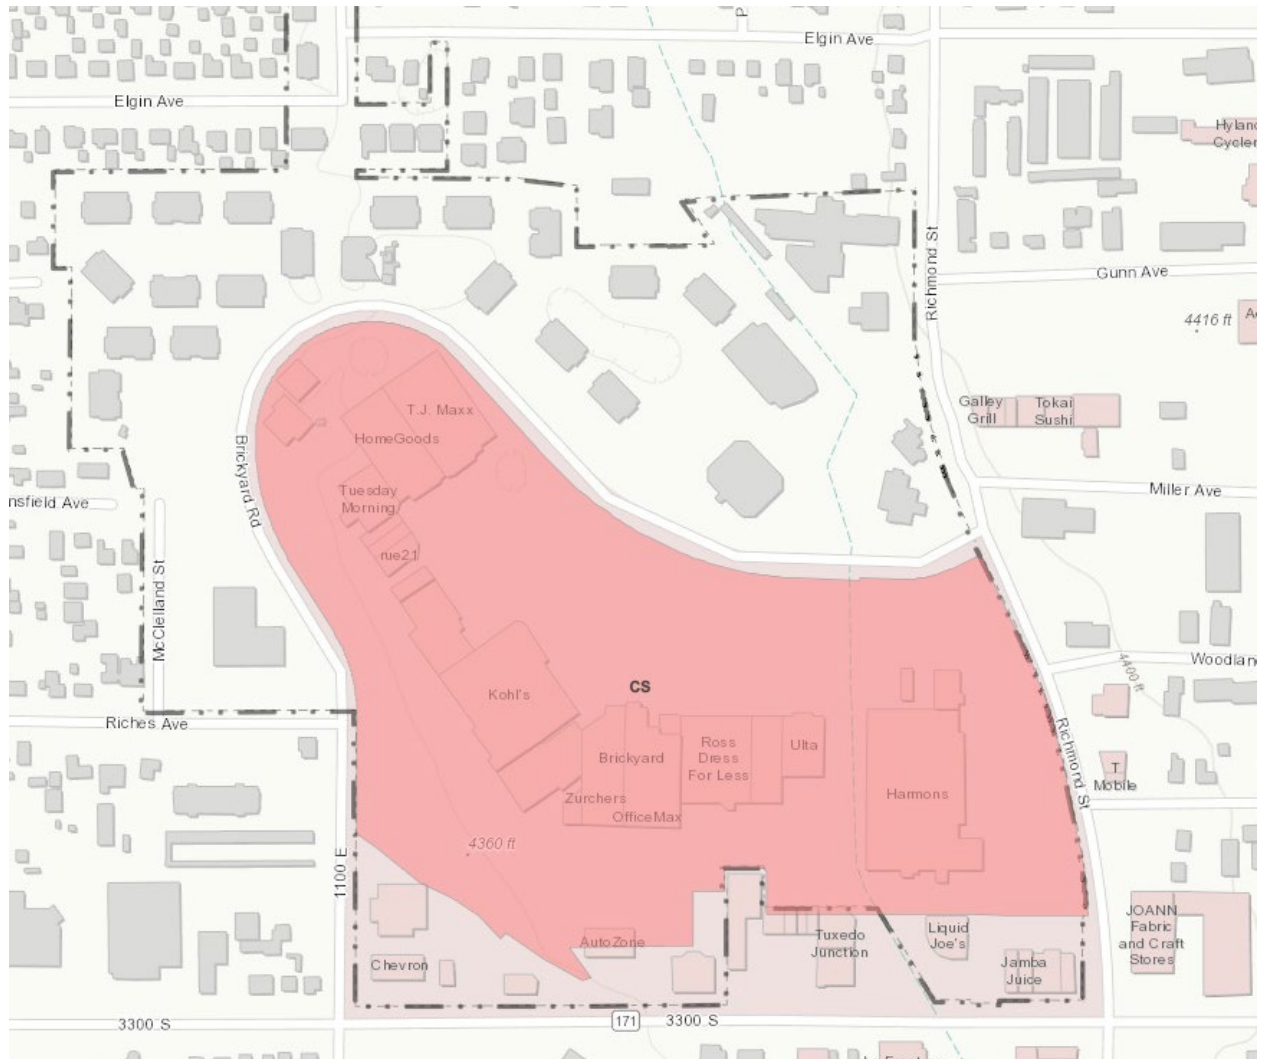 P
Elgin Ave
Elgin Ave
Hyland
Cycler
Richmond St
Gunn Ave
4416 ft
T.J. Maxx
HomeGoods
Galley
Grill
Tokai
Sushi
Brickyard Rd
nsfield Ave
Tuesday
Morning
Miller Ave
rue21
McClelland St
Woodlan
4400 ft
CS
Kohl's
Riches Ave
Brickyard
Ross
Dress
For Less
Ulta
Richmond St
T
Mobile
Zurchers
OfficeMax
Harmons
4360 ft
1100 E
AutoZone
Chevron
Tuxedo
Junction
Liquid
Joe's
Jamba
Juice
JOANN
Fabric
and Craft
Stores
3300 S
171
3300 S